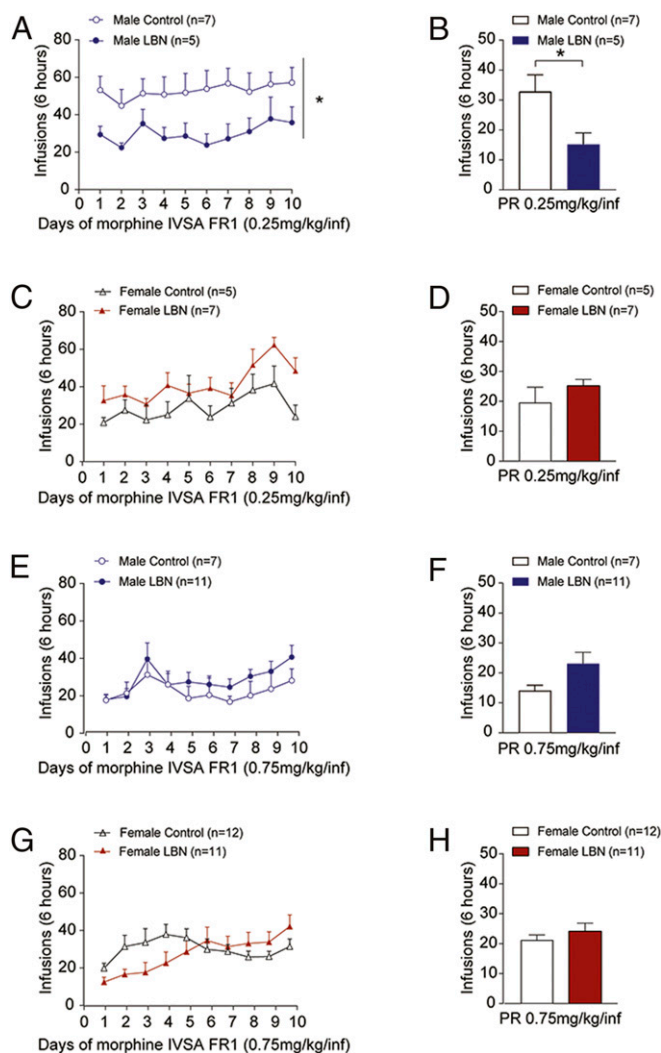 A
Male Control (n=7)
Male LBN (n=5)
Infusions (6 hours)
80
60
40
20
0
*
0 1 2 3 4 5 6 7 8 9 10
Days of morphine IVSA FR1 (0.25mg/kg/inf)
B
Male Control (n=7)
Male LBN (n=5)
Infusions (6 hours)
50
40
30
20
10
0
*
PR 0.25mg/kg/inf
C
Female Control (n=5)
Female LBN (n=7)
Infusions (6 hours)
80
60
40
20
0
0 1 2 3 4 5 6 7 8 9 10
Days of morphine IVSA FR1 (0.25mg/kg/inf)
D
Female Control (n=5)
Female LBN (n=7)
Infusions (6 hours)
50
40
30
20
10
0
PR 0.25mg/kg/inf
E
Male Control (n=7)
Male LBN (n=11)
Infusions (6 hours)
80
60
40
20
0
0 1 2 3 4 5 6 7 8 9 10
Days of morphine IVSA FR1 (0.75mg/kg/inf)
F
Male Control (n=7)
Male LBN (n=11)
Infusions (6 hours)
50
40
30
20
10
0
PR 0.75mg/kg/inf
G
Female Control (n=12)
Female LBN (n=11)
Infusions (6 hours)
80
60
40
20
0
0 1 2 3 4 5 6 7 8 9 10
Days of morphine IVSA FR1 (0.75mg/kg/inf)
H
Female Control (n=12)
Female LBN (n=11)
Infusions (6 hours)
50
40
30
20
10
0
PR 0.75mg/kg/inf